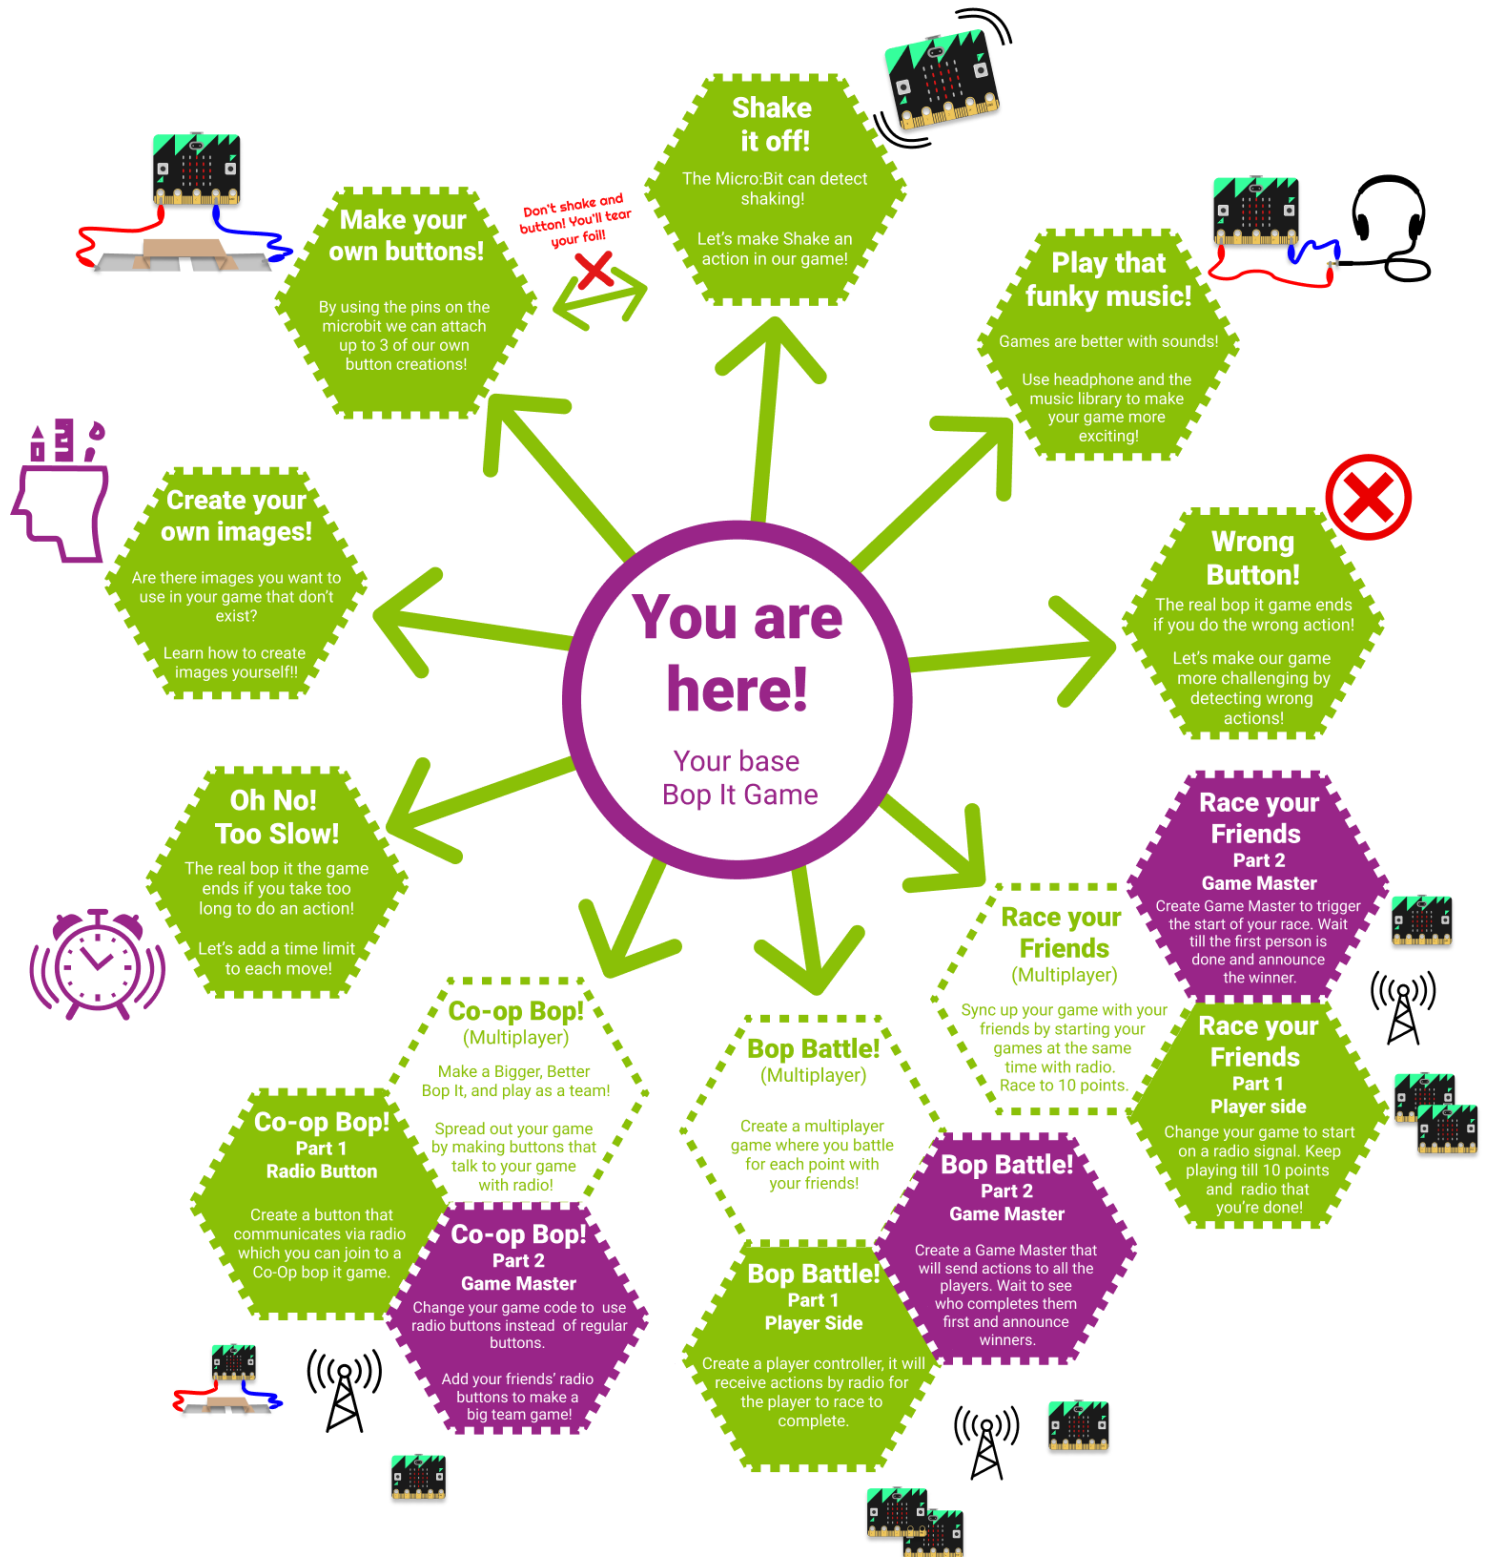 Shake
it off!
The Micro:Bit can detect
shaking!
Let's make Shake an
action in our game!
Don't shake and
button! You'll tear
your foil!
Make your
own buttons!
By using the pins on the
microbit we can attach
up to 3 of our own
button creations!
Play that
funky music!
Games are better with sounds!
Use headphone and the
music library to make
your game more
exciting!
Create your
own images!
Are there images you want to
use in your game that don't
exist?
Learn how to create
images yourself!!
Wrong
Button!
The real bop it game ends
if you do the wrong action!
Let's make our game
more challenging by
detecting wrong
actions!
You are
here!
Your base
Bop It Game
Oh No!
Too Slow!
The real bop it the game
ends if you take too
long to do an action!
Let's add a time limit
to each move!
Race your
Friends
Part 2
Game Master
Create Game Master to trigger
the start of your race. Wait
till the first person is
done and announce
the winner.
Race your
Friends
(Multiplayer)
Sync up your game with your
friends by starting your
games at the same
time with radio.
Race to 10 points.
Race your
Friends
Part 1
Player side
Change your game to start
on a radio signal. Keep
playing till 10 points
and radio that
you're done!
Co-op Bop!
(Multiplayer)
Make a Bigger, Better
Bop It, and play as a team!
Spread out your game
by making buttons that
talk to your game
with radio!
Co-op Bop!
Part 1
Radio Button
Create a button that
communicates via radio
which you can join to a
Co-Op bop it game.
Co-op Bop!
Part 2
Game Master
Change your game code to use
radio buttons instead of regular
buttons.
Add your friends' radio
buttons to make a
big team game!
Bop Battle!
(Multiplayer)
Create a multiplayer
game where you battle
for each point with
your friends!
Bop Battle!
Part 2
Game Master
Create a Game Master that
will send actions to all the
players. Wait to see
who completes them
first and announce
winners.
Bop Battle!
Part 1
Player Side
Create a player controller, it will
receive actions by radio for
the player to race to
complete.